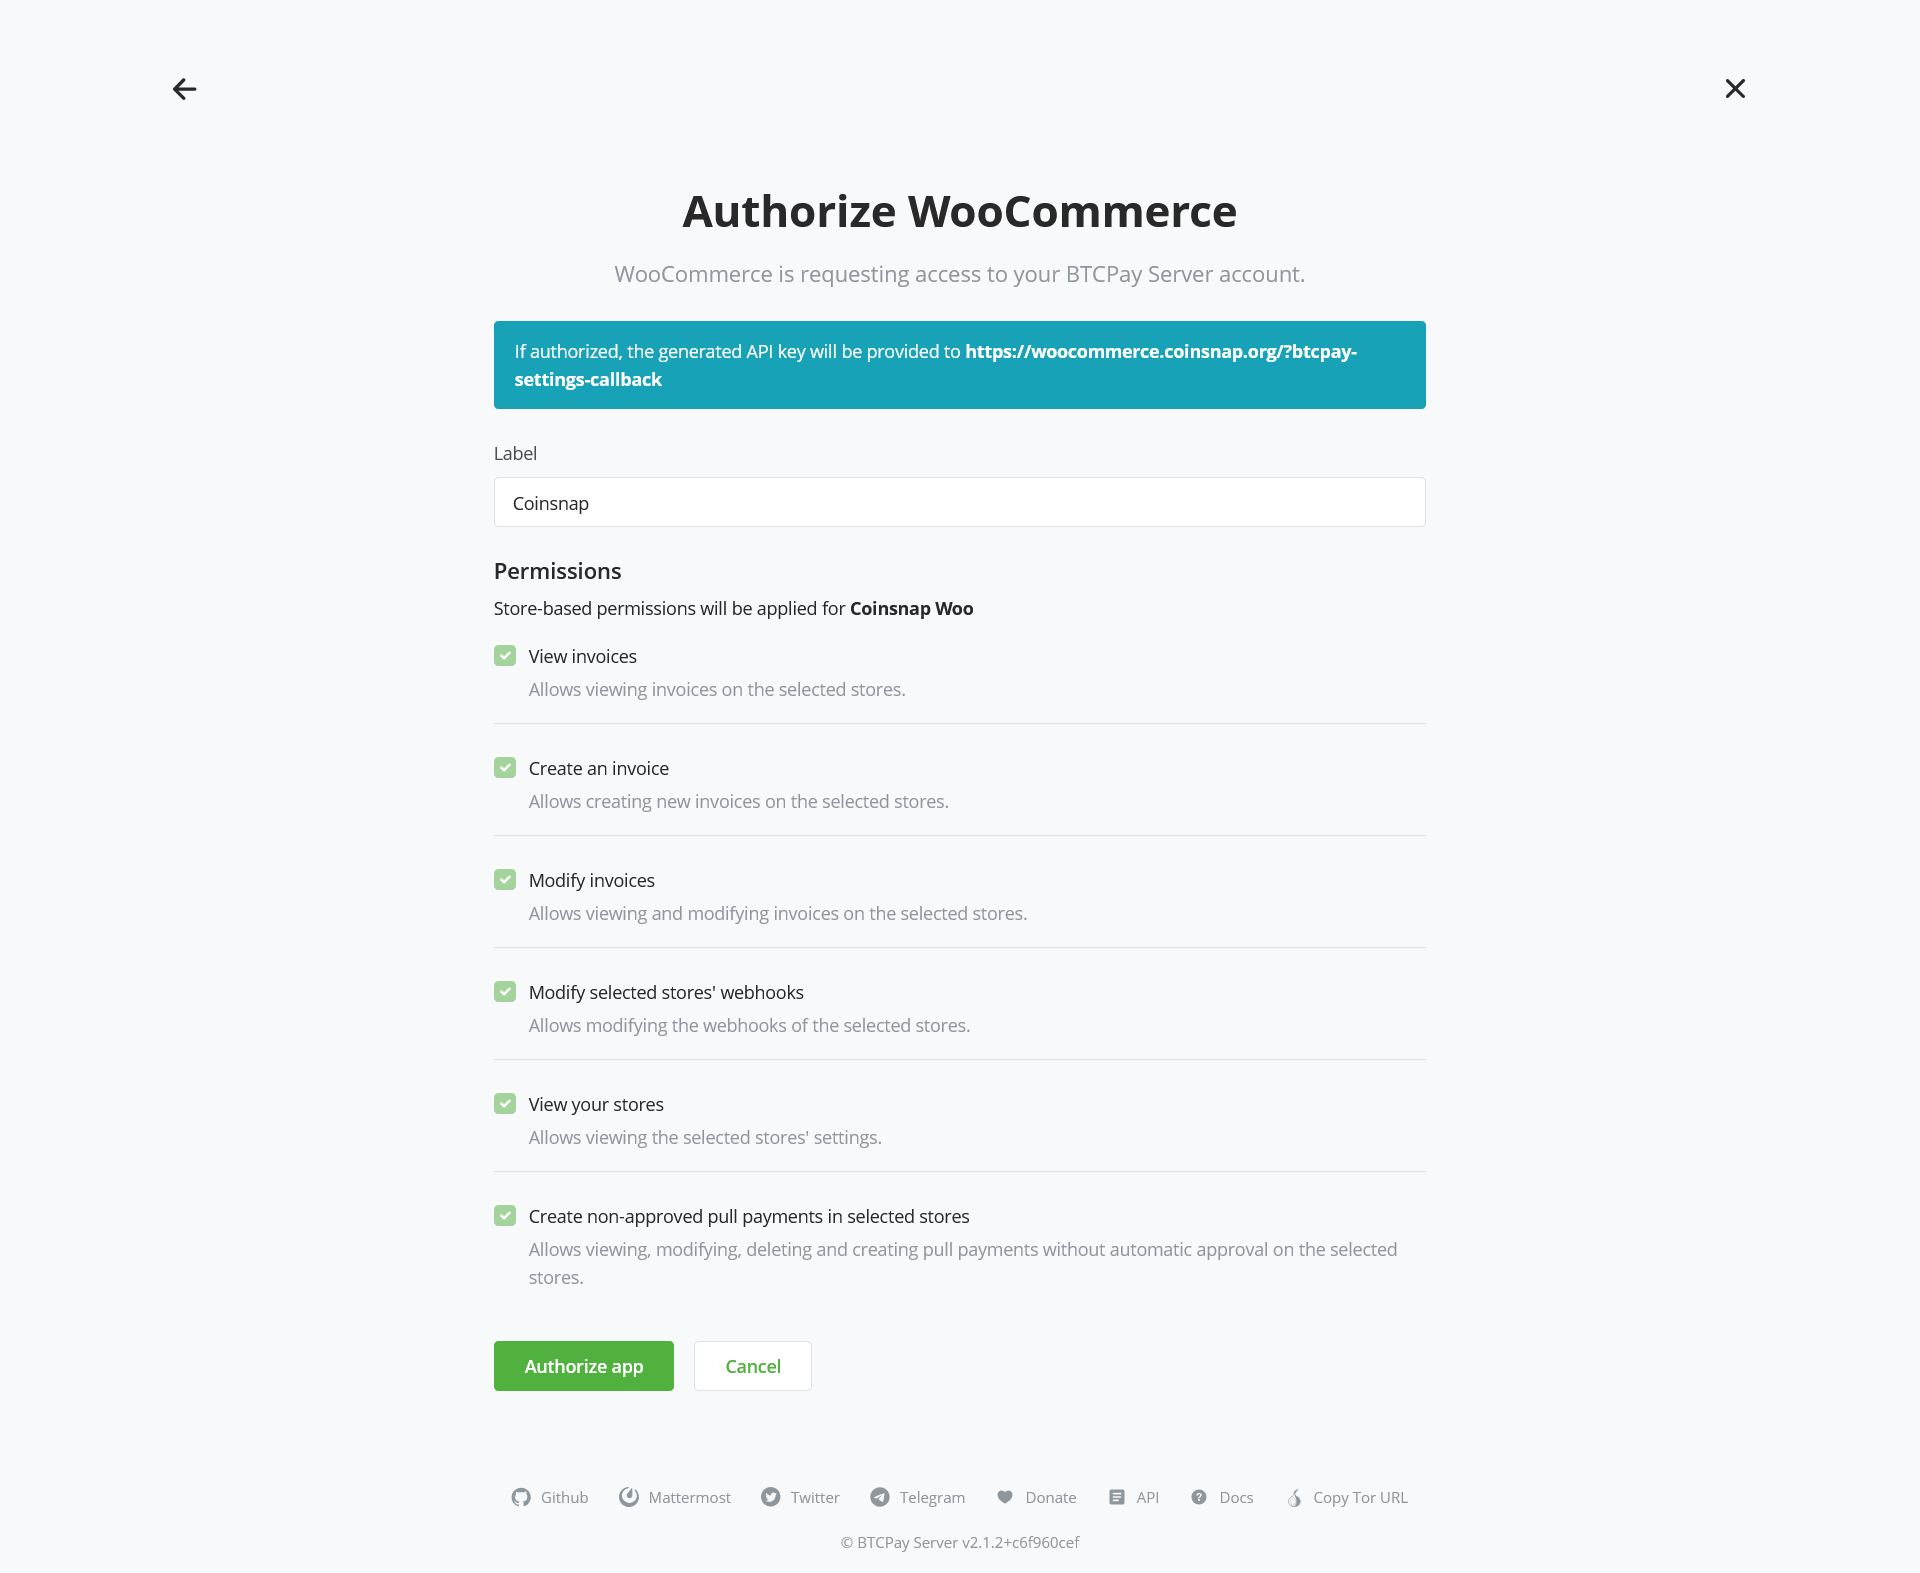 Authorize WooCommerce
WooCommerce is requesting access to your BTCPay Server account.
If authorized, the generated API key will be provided to https://woocommerce.coinsnap.org/?btcpay-
settings-callback
Label
Coinsnap
Permissions
Store-based permissions will be applied for Coinsnap Woo
View invoices
Allows viewing invoices on the selected stores.
Create an invoice
Allows creating new invoices on the selected stores.
Modify invoices
Allows viewing and modifying invoices on the selected stores.
Modify selected stores' webhooks
Allows modifying the webhooks of the selected stores.
View your stores
Allows viewing the selected stores' settings.
Create non-approved pull payments in selected stores
Allows viewing, modifying, deleting and creating pull payments without automatic approval on the selected
stores.
Authorize app Cancel
Github Mattermost Twitter Telegram Donate API Docs Copy Tor URL
© BTCPay Server v2.1.2+c6f960cef